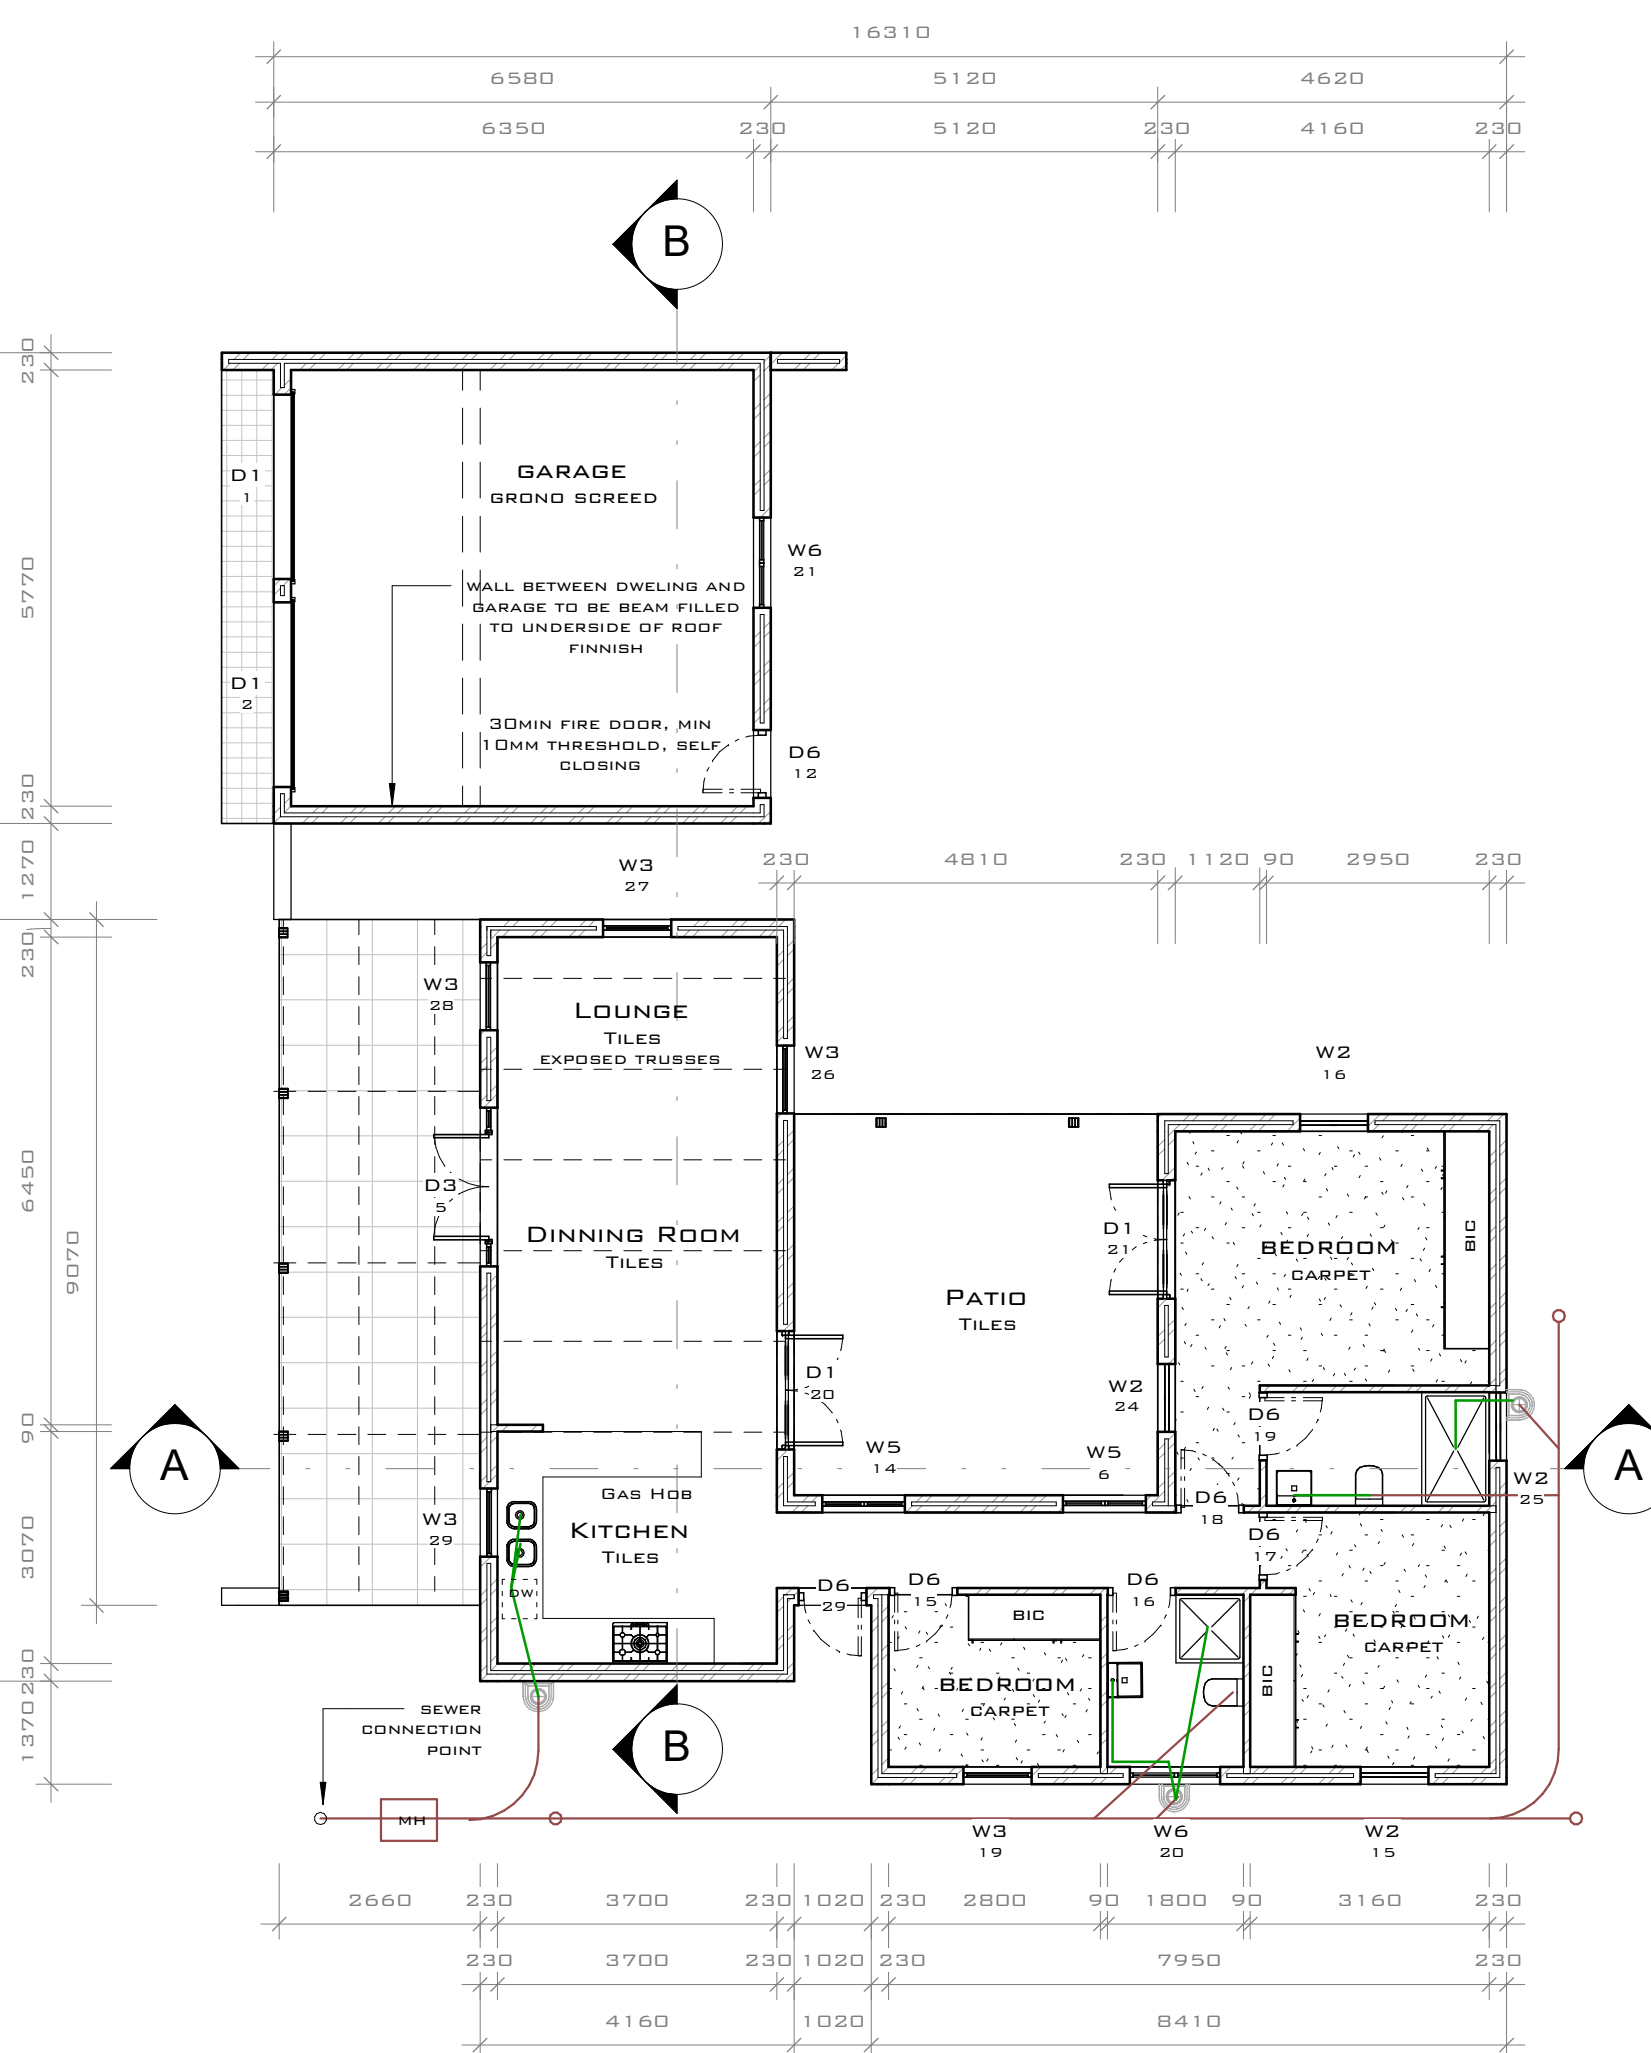 16310
6580 5120 4620
6350 230 5120 230 4160 230
B
230
GARAGE
GRONO SCREED
D1
1
W6
21
5770
WALL BETWEEN DWELING AND
GARAGE TO BE BEAM FILLED
TO UNDERSIDE OF ROOF
FINNISH
D1
2
30MIN FIRE DOOR, MIN
10MM THRESHOLD, SELF
CLOSING
D6
12
230
1270
W3
27
230 4810 230 1120 90 2950 230
230
W3
28
LOUNGE
TILES
EXPOSED TRUSSES
W3
26
W2
16
6450
9070
D3
5
DINNING ROOM
TILES
D1
21
BEDROOM
CARPET
BIC
PATIO
TILES
D1
20
W2
24
D6
19
90
A
A
W5
14
W5
6
W2
25
GAS HOB
D6
18
W3
29
KITCHEN
TILES
D6
17
3070
DW
D6
29
D6
15
D6
16
BIC
BEDROOM
CARPET
BIC
BEDROOM
CARPET
230
1370
SEWER
CONNECTION
POINT
B
MH
W3
19
W6
20
W2
15
2660 230 3700 230 1020 230 2800 90 1800 90 3160 230
230 3700 230 1020 230 7950 230
4160 1020 8410